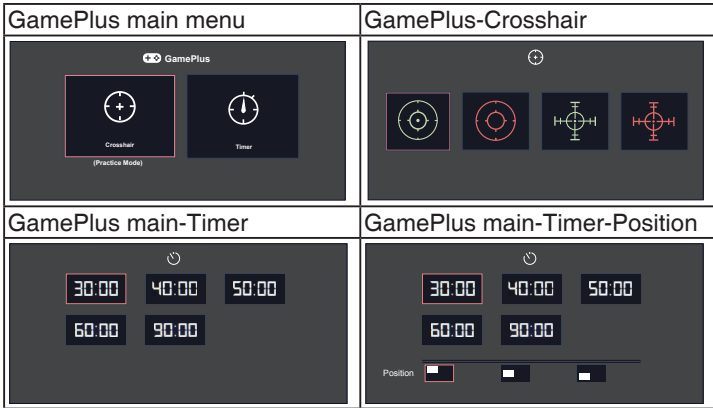 GamePlus main menu
GamePlus-Crosshair
GamePlus
Crosshair
Timer
(Practice Mode)
GamePlus main-Timer
GamePlus main-Timer-Position
30:00 40:00 50:00
60:00 90:00
30:00 40:00 50:00
60:00 90:00
Position